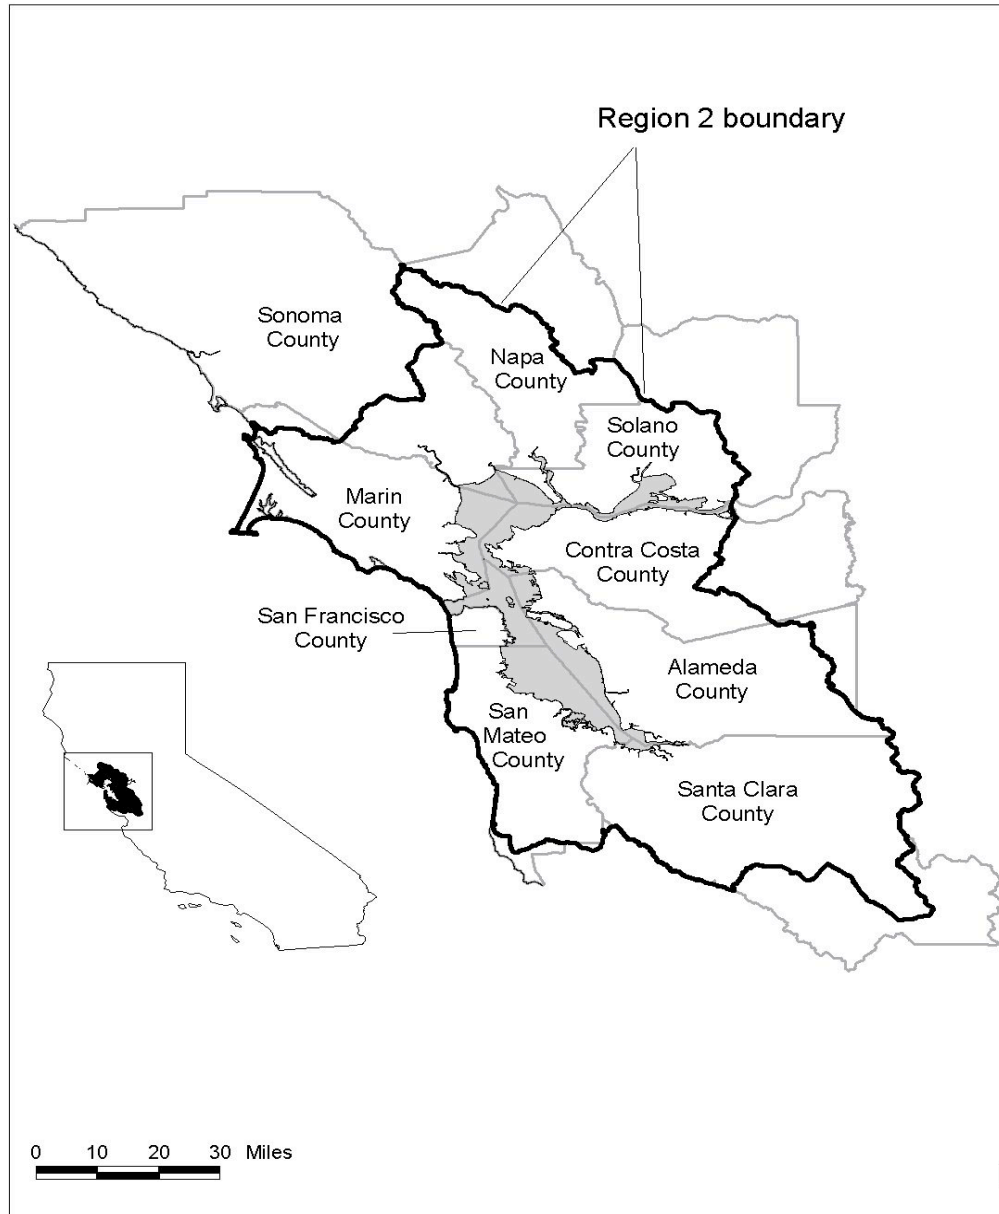 Region 2 boundary
Sonoma
County
Napa
County
Solano
County
Marin
County
Contra Costa
County
San Francisco
County
Alameda
County
San
Mateo
County
Santa Clara
County
0 10 20 30 Miles